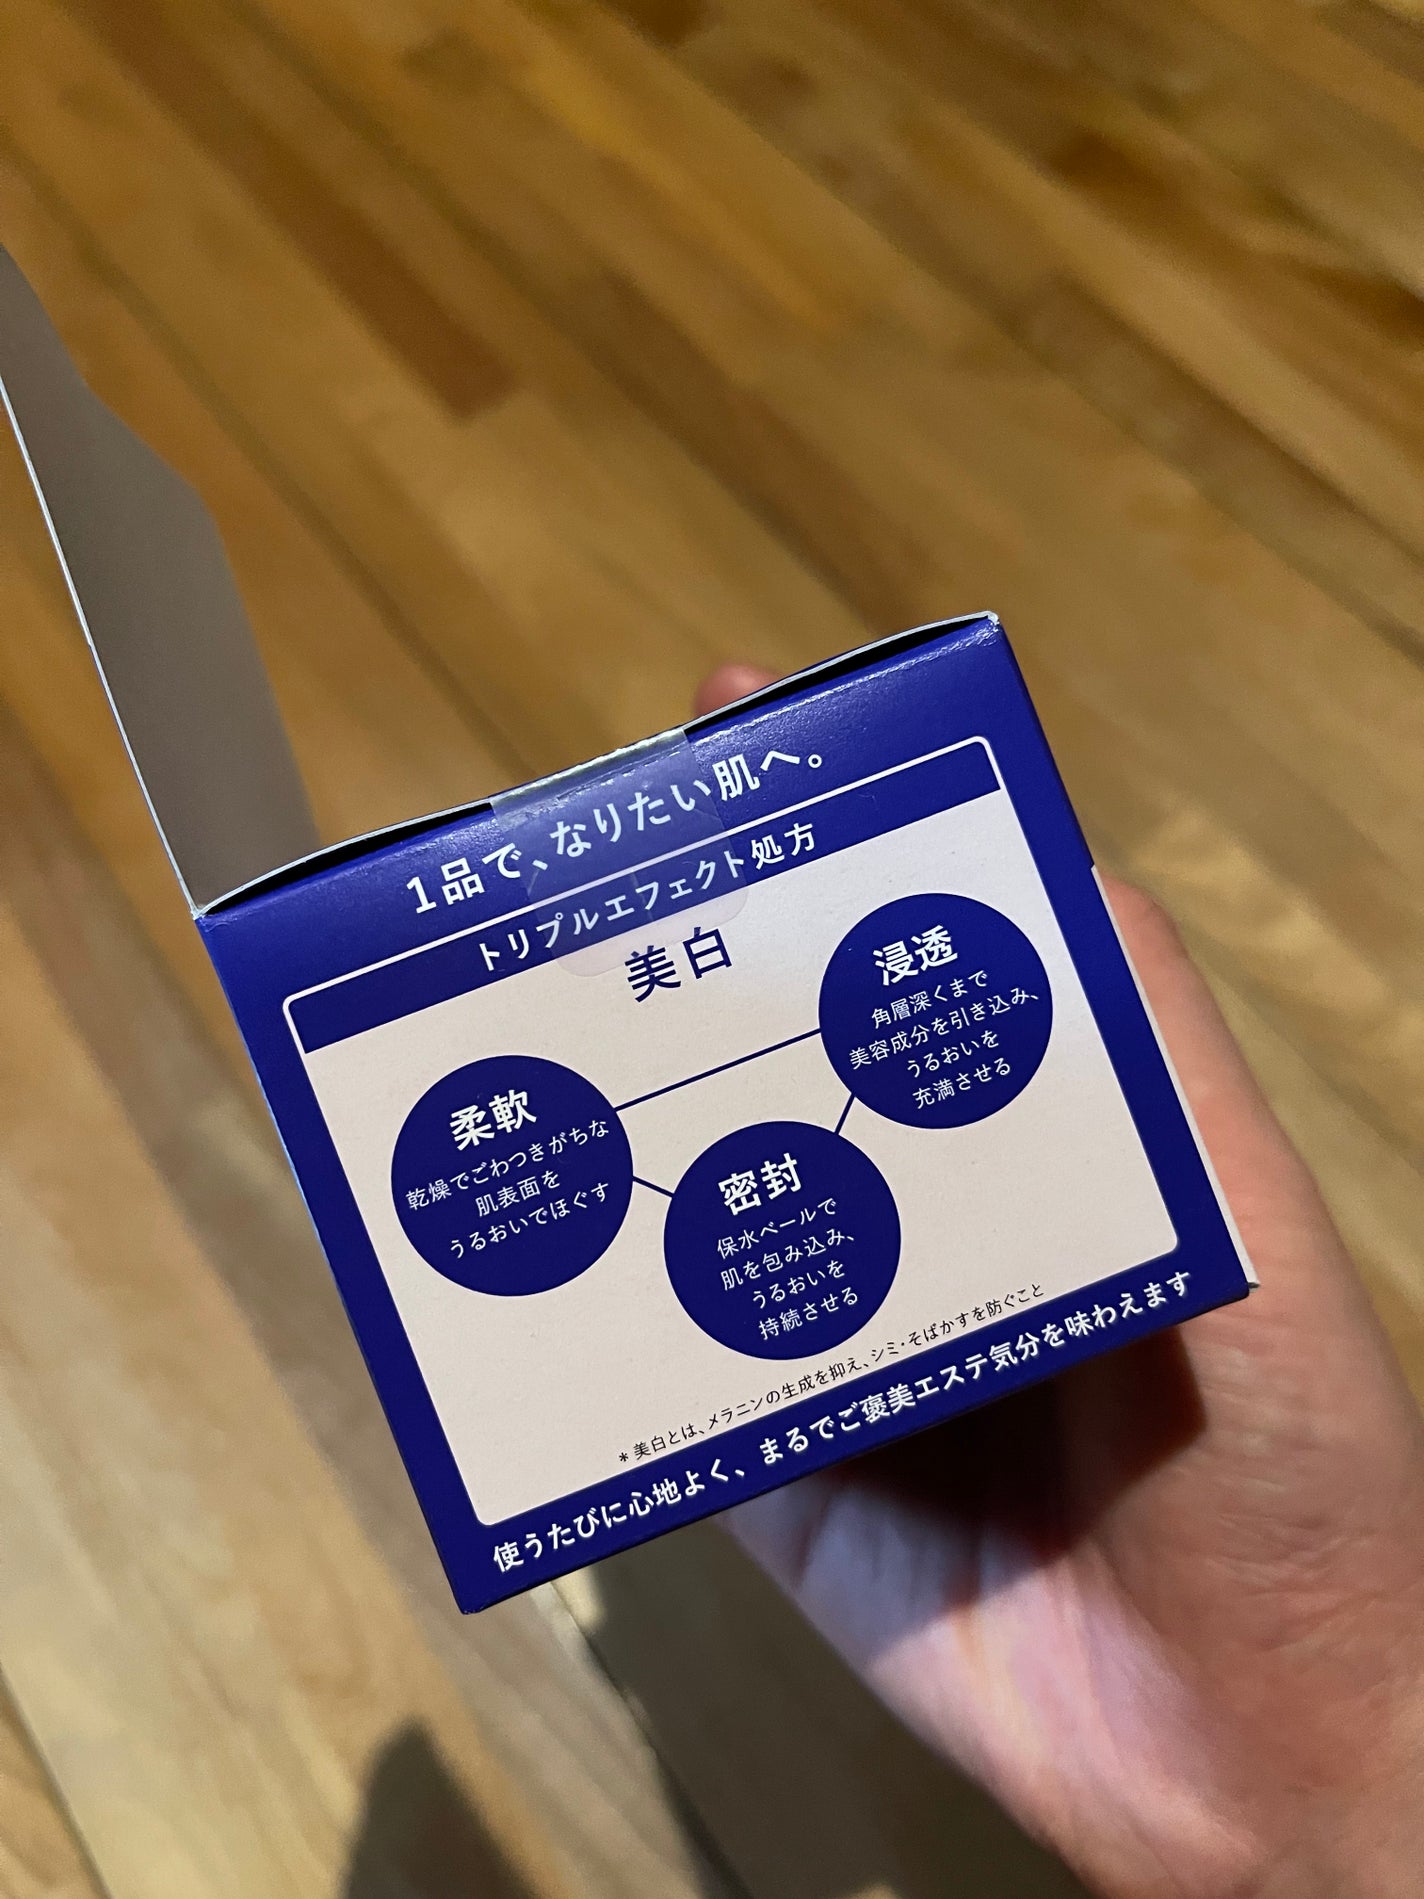 1品で、なりたい肌へ。
トリプルエフェクト処方
美白
浸透
角層深くまで
美容成分を引き込み、
うるおいを
充満させる
柔軟
乾燥でごわつきがちな
肌表面を
うるおいでほぐす
密封
保水ベールで
肌を包み込み、
うるおいを
持続させる
*美白とは、メラニンの生成を抑え、シミ・そばかすを防ぐこと
使うたびに心地よく、まるでご褒美エステ気分を味わえます